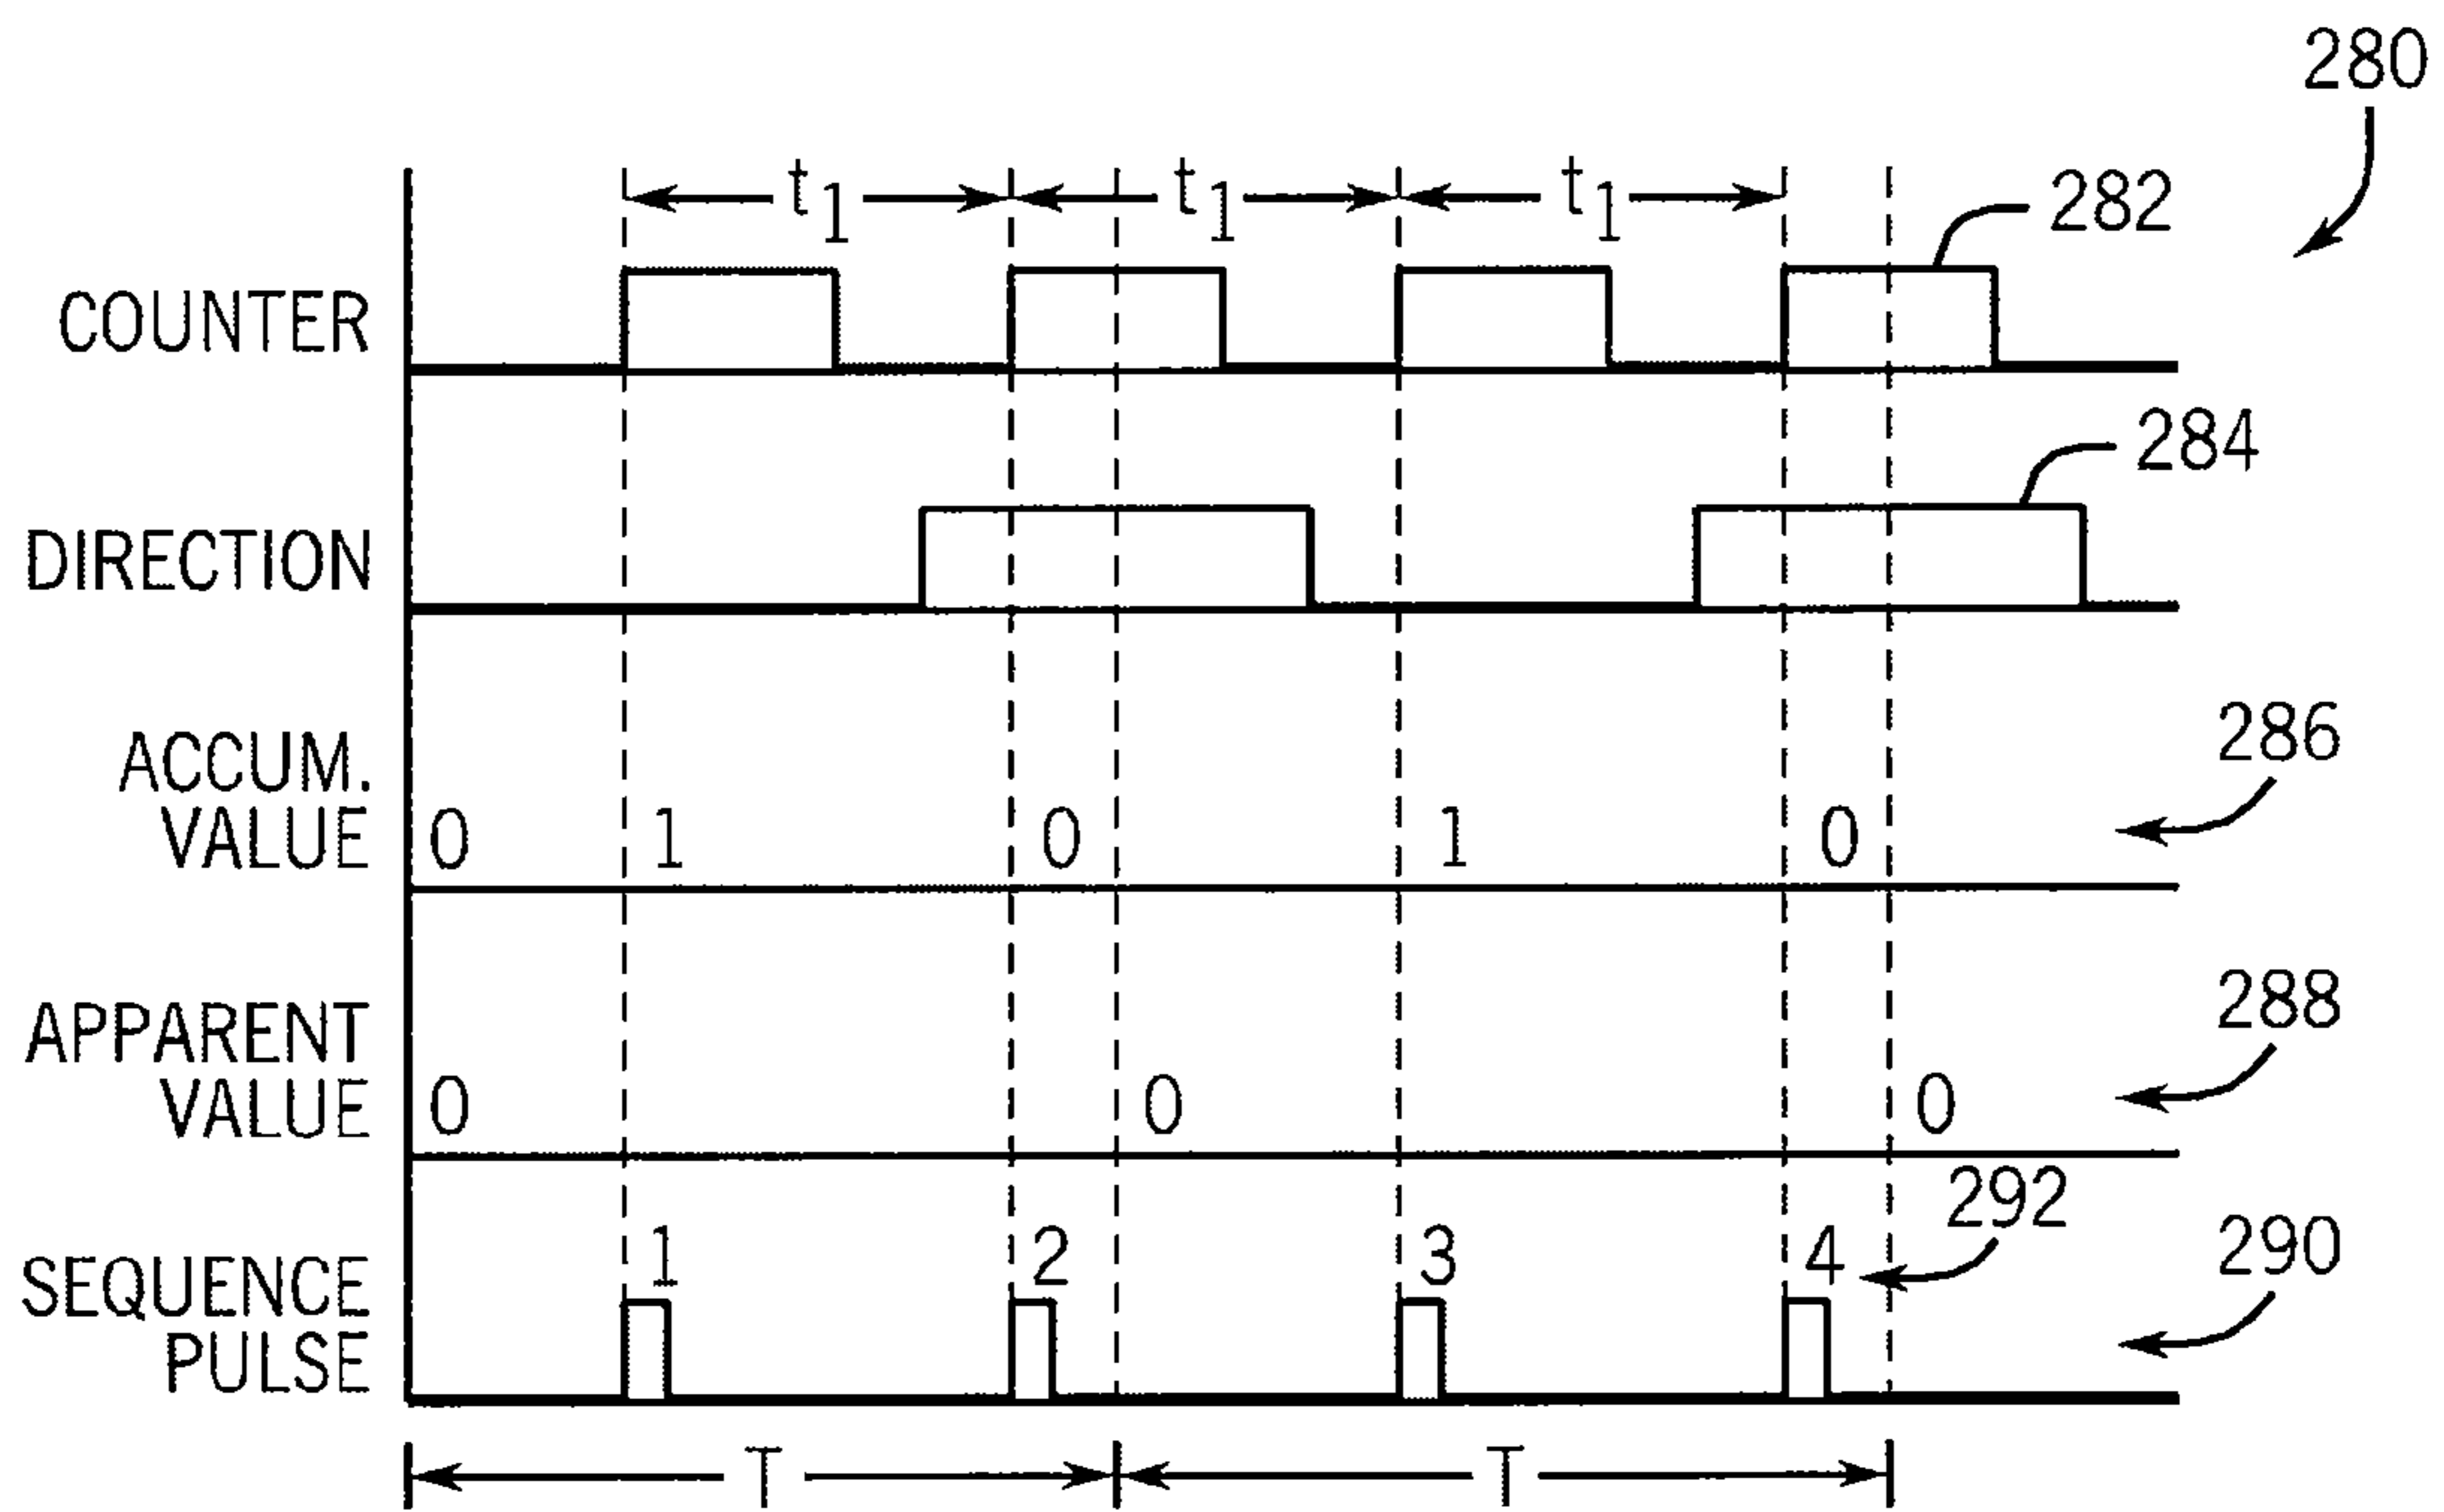 280
t1 t1 t1
282
COUNTER
284
DIRECTION
286
ACCUM.
VALUE 0 1 0 1 0
288
APPARENT
VALUE 0 0 0
292
290
1 2 3 4
SEQUENCE
PULSE
T T